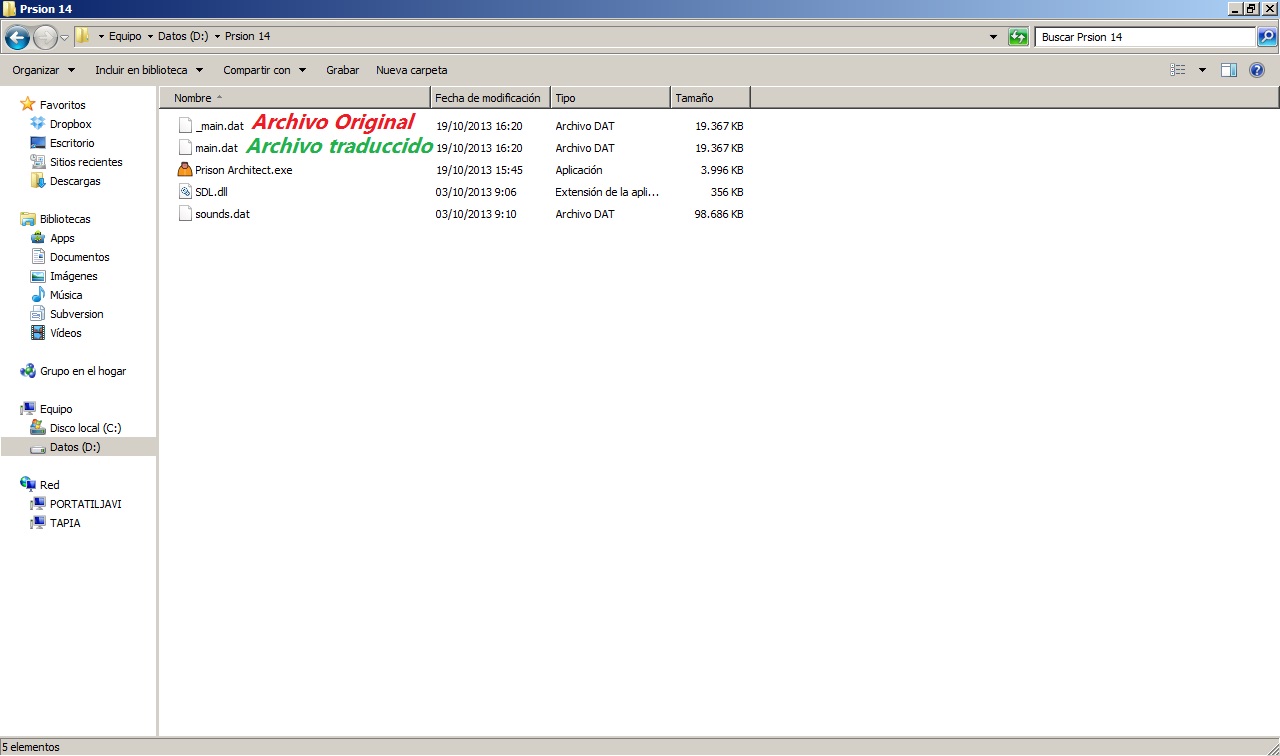 Prsion 14
Equipo Datos (D:) Prsion 14 Buscar Prsion 14
Organizar Incluir en biblioteca Compartir con Grabar Nueva carpeta
Nombre Fecha de modificación Tipo Tamaño
_main.dat Archivo Original 19/10/2013 16:20 Archivo DAT 19.367 KB
main.dat Archivo traduccido 19/10/2013 16:20 Archivo DAT 19.367 KB
Prison Architect.exe 19/10/2013 15:45 Aplicación 3.996 KB
SDL.dll 03/10/2013 9:06 Extensión de la apli... 356 KB
sounds.dat 03/10/2013 9:10 Archivo DAT 98.686 KB
Favoritos
Dropbox
Escritorio
Sitios recientes
Descargas
Bibliotecas
Apps
Documentos
Imágenes
Música
Subversion
Vídeos
Grupo en el hogar
Equipo
Disco local (C:)
Datos (D:)
Red
PORTATILJAVI
TAPIA
5 elementos